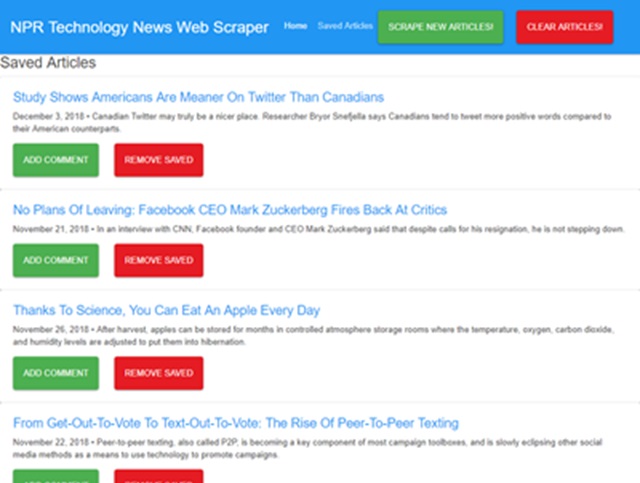 NPR Technology News Web Scraper Home Saved Articles SCRAPE NEW ARTICLES! CLEAR ARTICLES!
Saved Articles
Study Shows Americans Are Meaner On Twitter Than Canadians
December 3, 2018 • Canadian Twitter may truly be a nicer place. Researcher Bryor Snefjella says Canadians tend to tweet more positive words compared to
their American counterparts.
ADD COMMENT REMOVE SAVED
No Plans Of Leaving: Facebook CEO Mark Zuckerberg Fires Back At Critics
November 21, 2018 • In an interview with CNN, Facebook founder and CEO Mark Zuckerberg said that despite calls for his resignation, he is not stepping down.
ADD COMMENT REMOVE SAVED
Thanks To Science, You Can Eat An Apple Every Day
November 26, 2018 • After harvest, apples can be stored for months in controlled atmosphere storage rooms where the temperature, oxygen, carbon dioxide,
and humidity levels are adjusted to put them into hibernation.
ADD COMMENT REMOVE SAVED
From Get-Out-To-Vote To Text-Out-To-Vote: The Rise Of Peer-To-Peer Texting
November 22, 2018 • Peer-to-peer texting, also called P2P, is becoming a key component of most campaign toolboxes, and is slowly eclipsing other social
media methods as a means to use technology to promote campaigns.